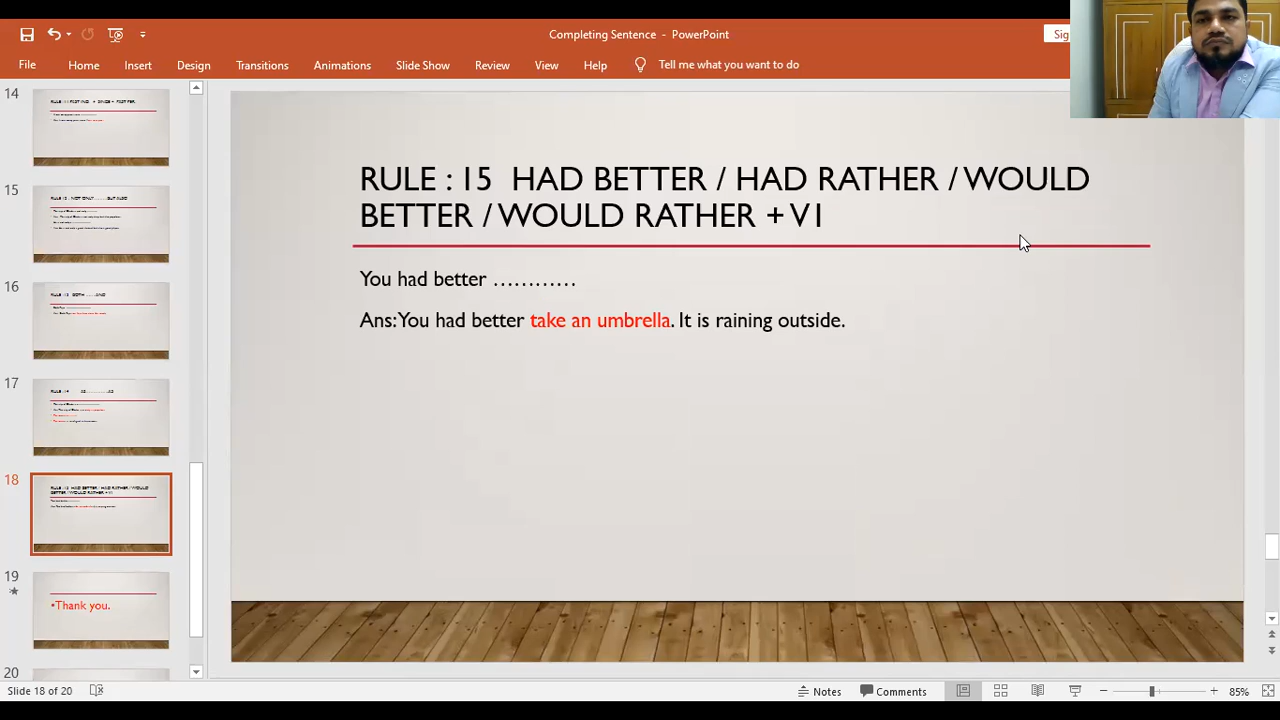 Completing Sentence - PowerPoint
Sig
File Home Insert Design Transitions Animations Slide Show Review View Help Tell me what you want to do
14
15
16
17
18
19
•Thank you.
20
RULE : 15 HAD BETTER / HAD RATHER / WOULD
BETTER / WOULD RATHER + V1
You had better …………
Ans:You had better take an umbrella. It is raining outside.
Slide 18 of 20
Notes Comments 85%